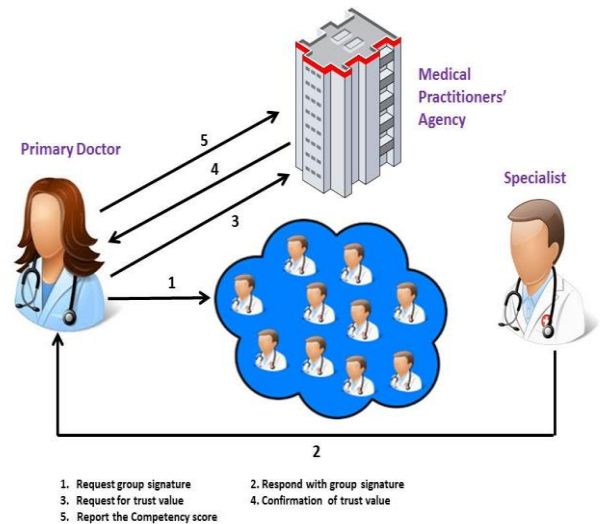 Medical
Practitioners'
Agency
Primary Doctor
5
4
Specialist
3
1
2
1. Request group signature 2. Respond with group signature
3. Request for trust value 4. Confirmation of trust value
5. Report the Competency score